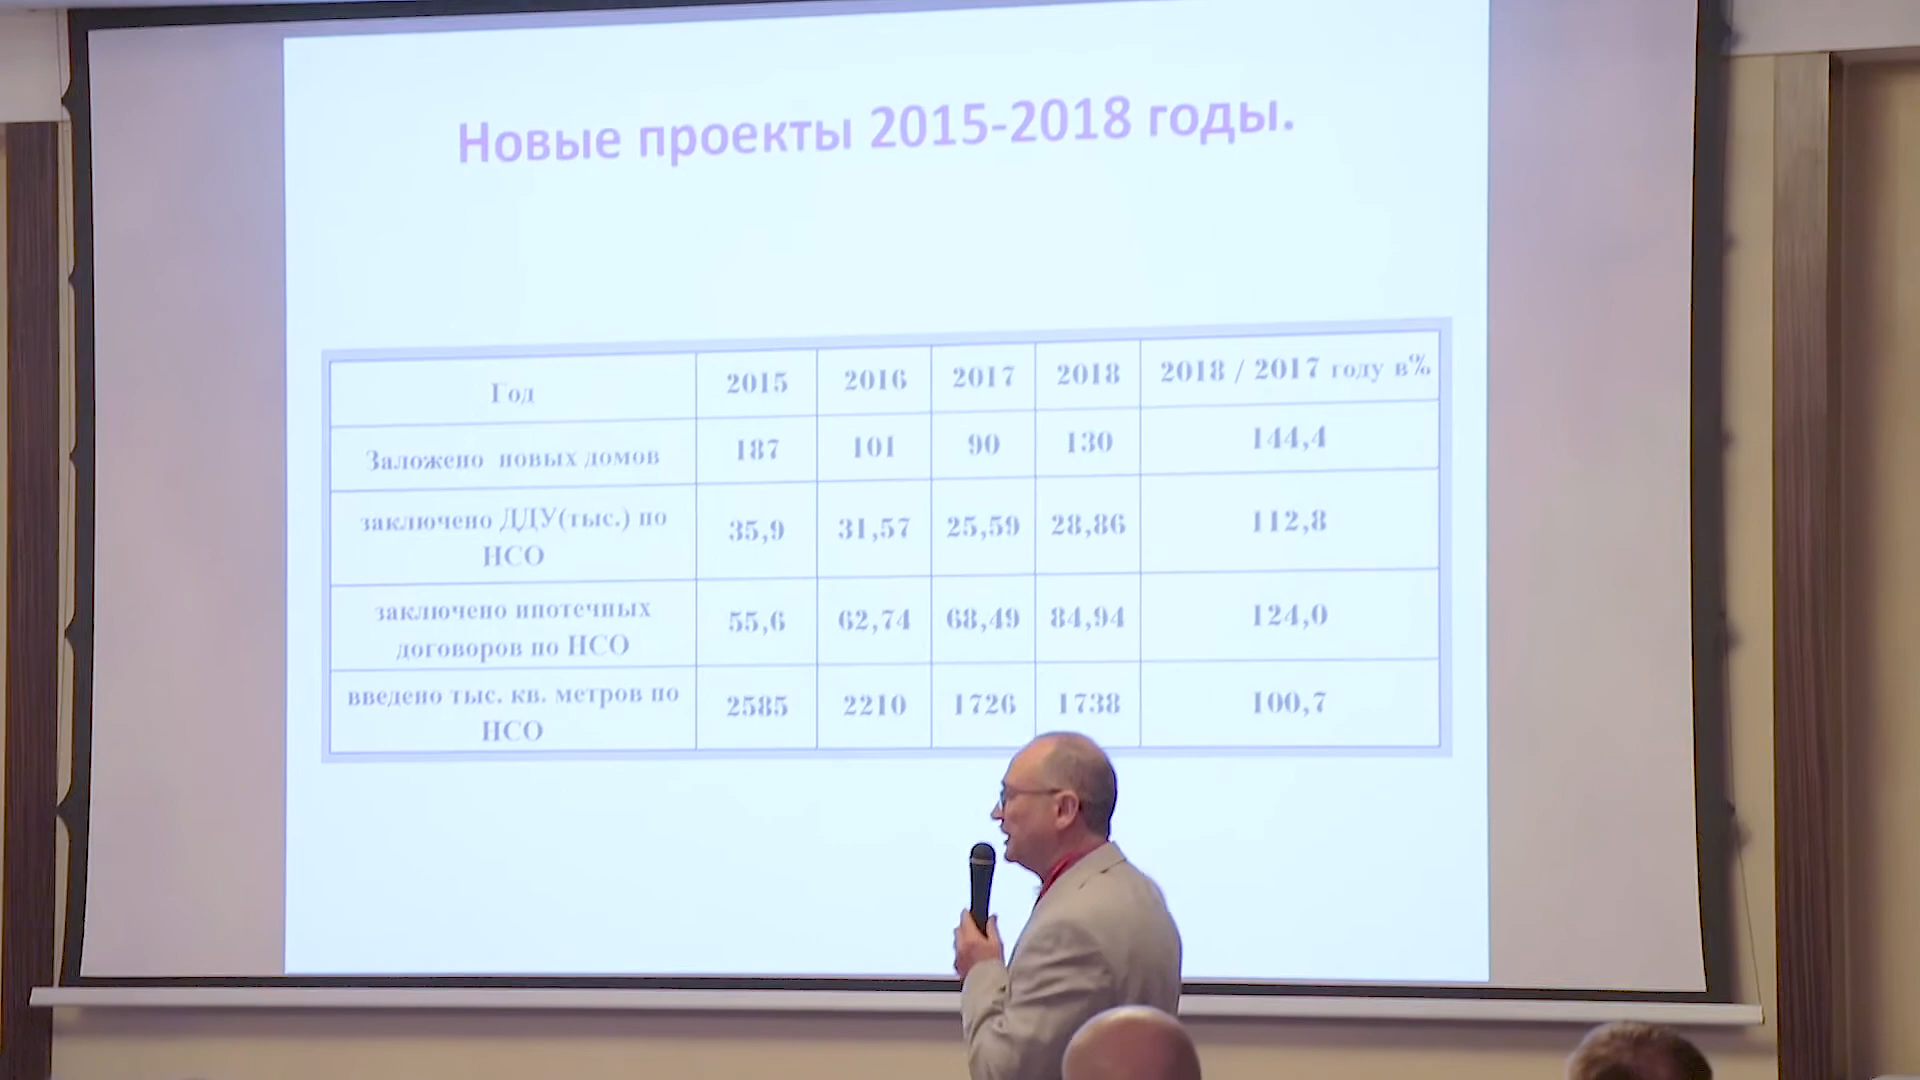 Новые проекты 2015-2018 годы.
Год 2015 2016 2017 2018 2018 / 2017 году в%
Заложено новых домов 187 101 90 130 144,4
заключено ДДУ(тыс.) по НСО 35,9 31,57 25,59 28,86 112,8
заключено ипотечных договоров по НСО 55,6 62,74 68,49 84,94 124,0
введено тыс. кв. метров по НСО 2585 2210 1726 1738 100,7